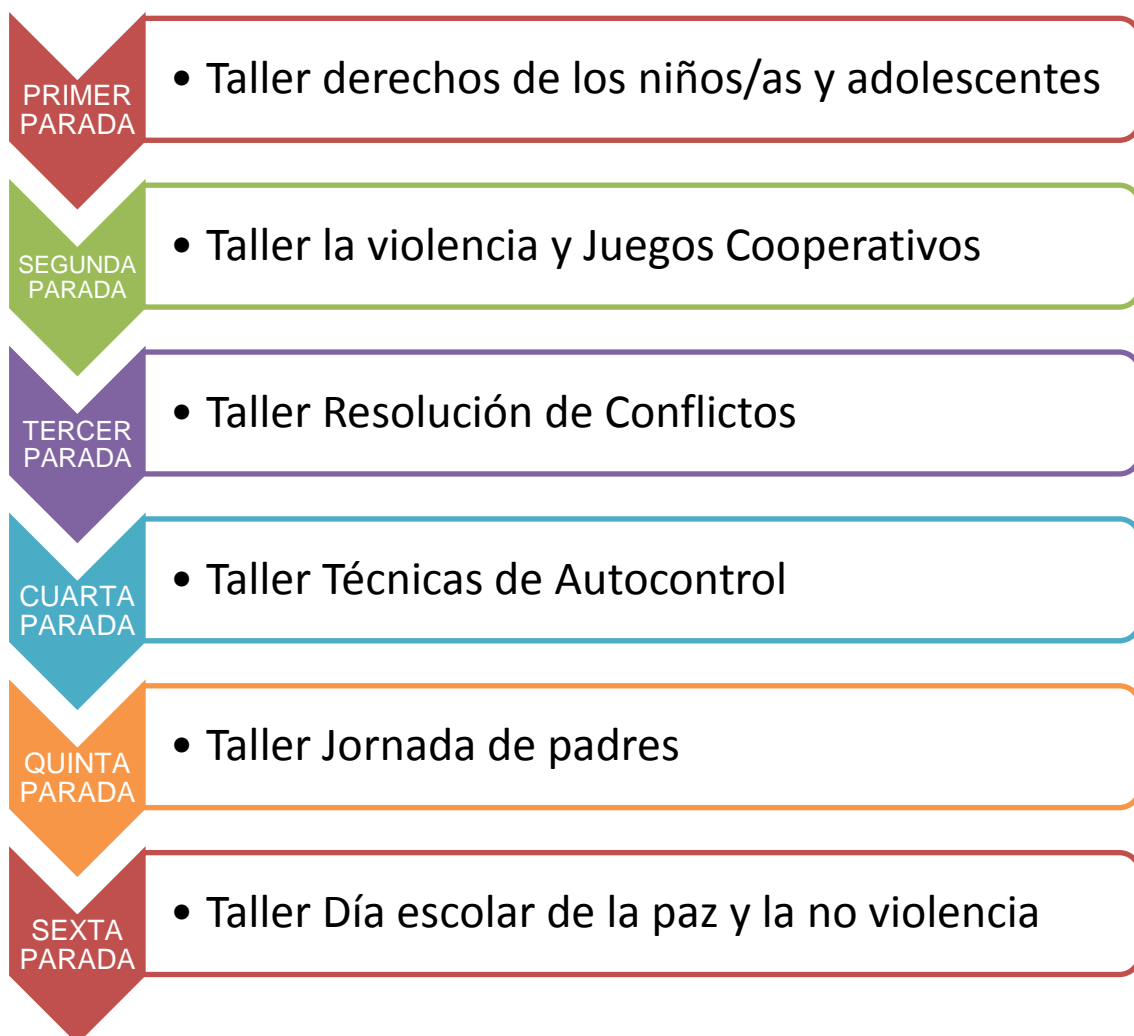 PRIMER
PARADA
• Taller derechos de los niños/as y adolescentes
SEGUNDA
PARADA
• Taller la violencia y Juegos Cooperativos
TERCER
PARADA
• Taller Resolución de Conflictos
CUARTA
PARADA
• Taller Técnicas de Autocontrol
QUINTA
PARADA
• Taller Jornada de padres
SEXTA
PARADA
• Taller Día escolar de la paz y la no violencia